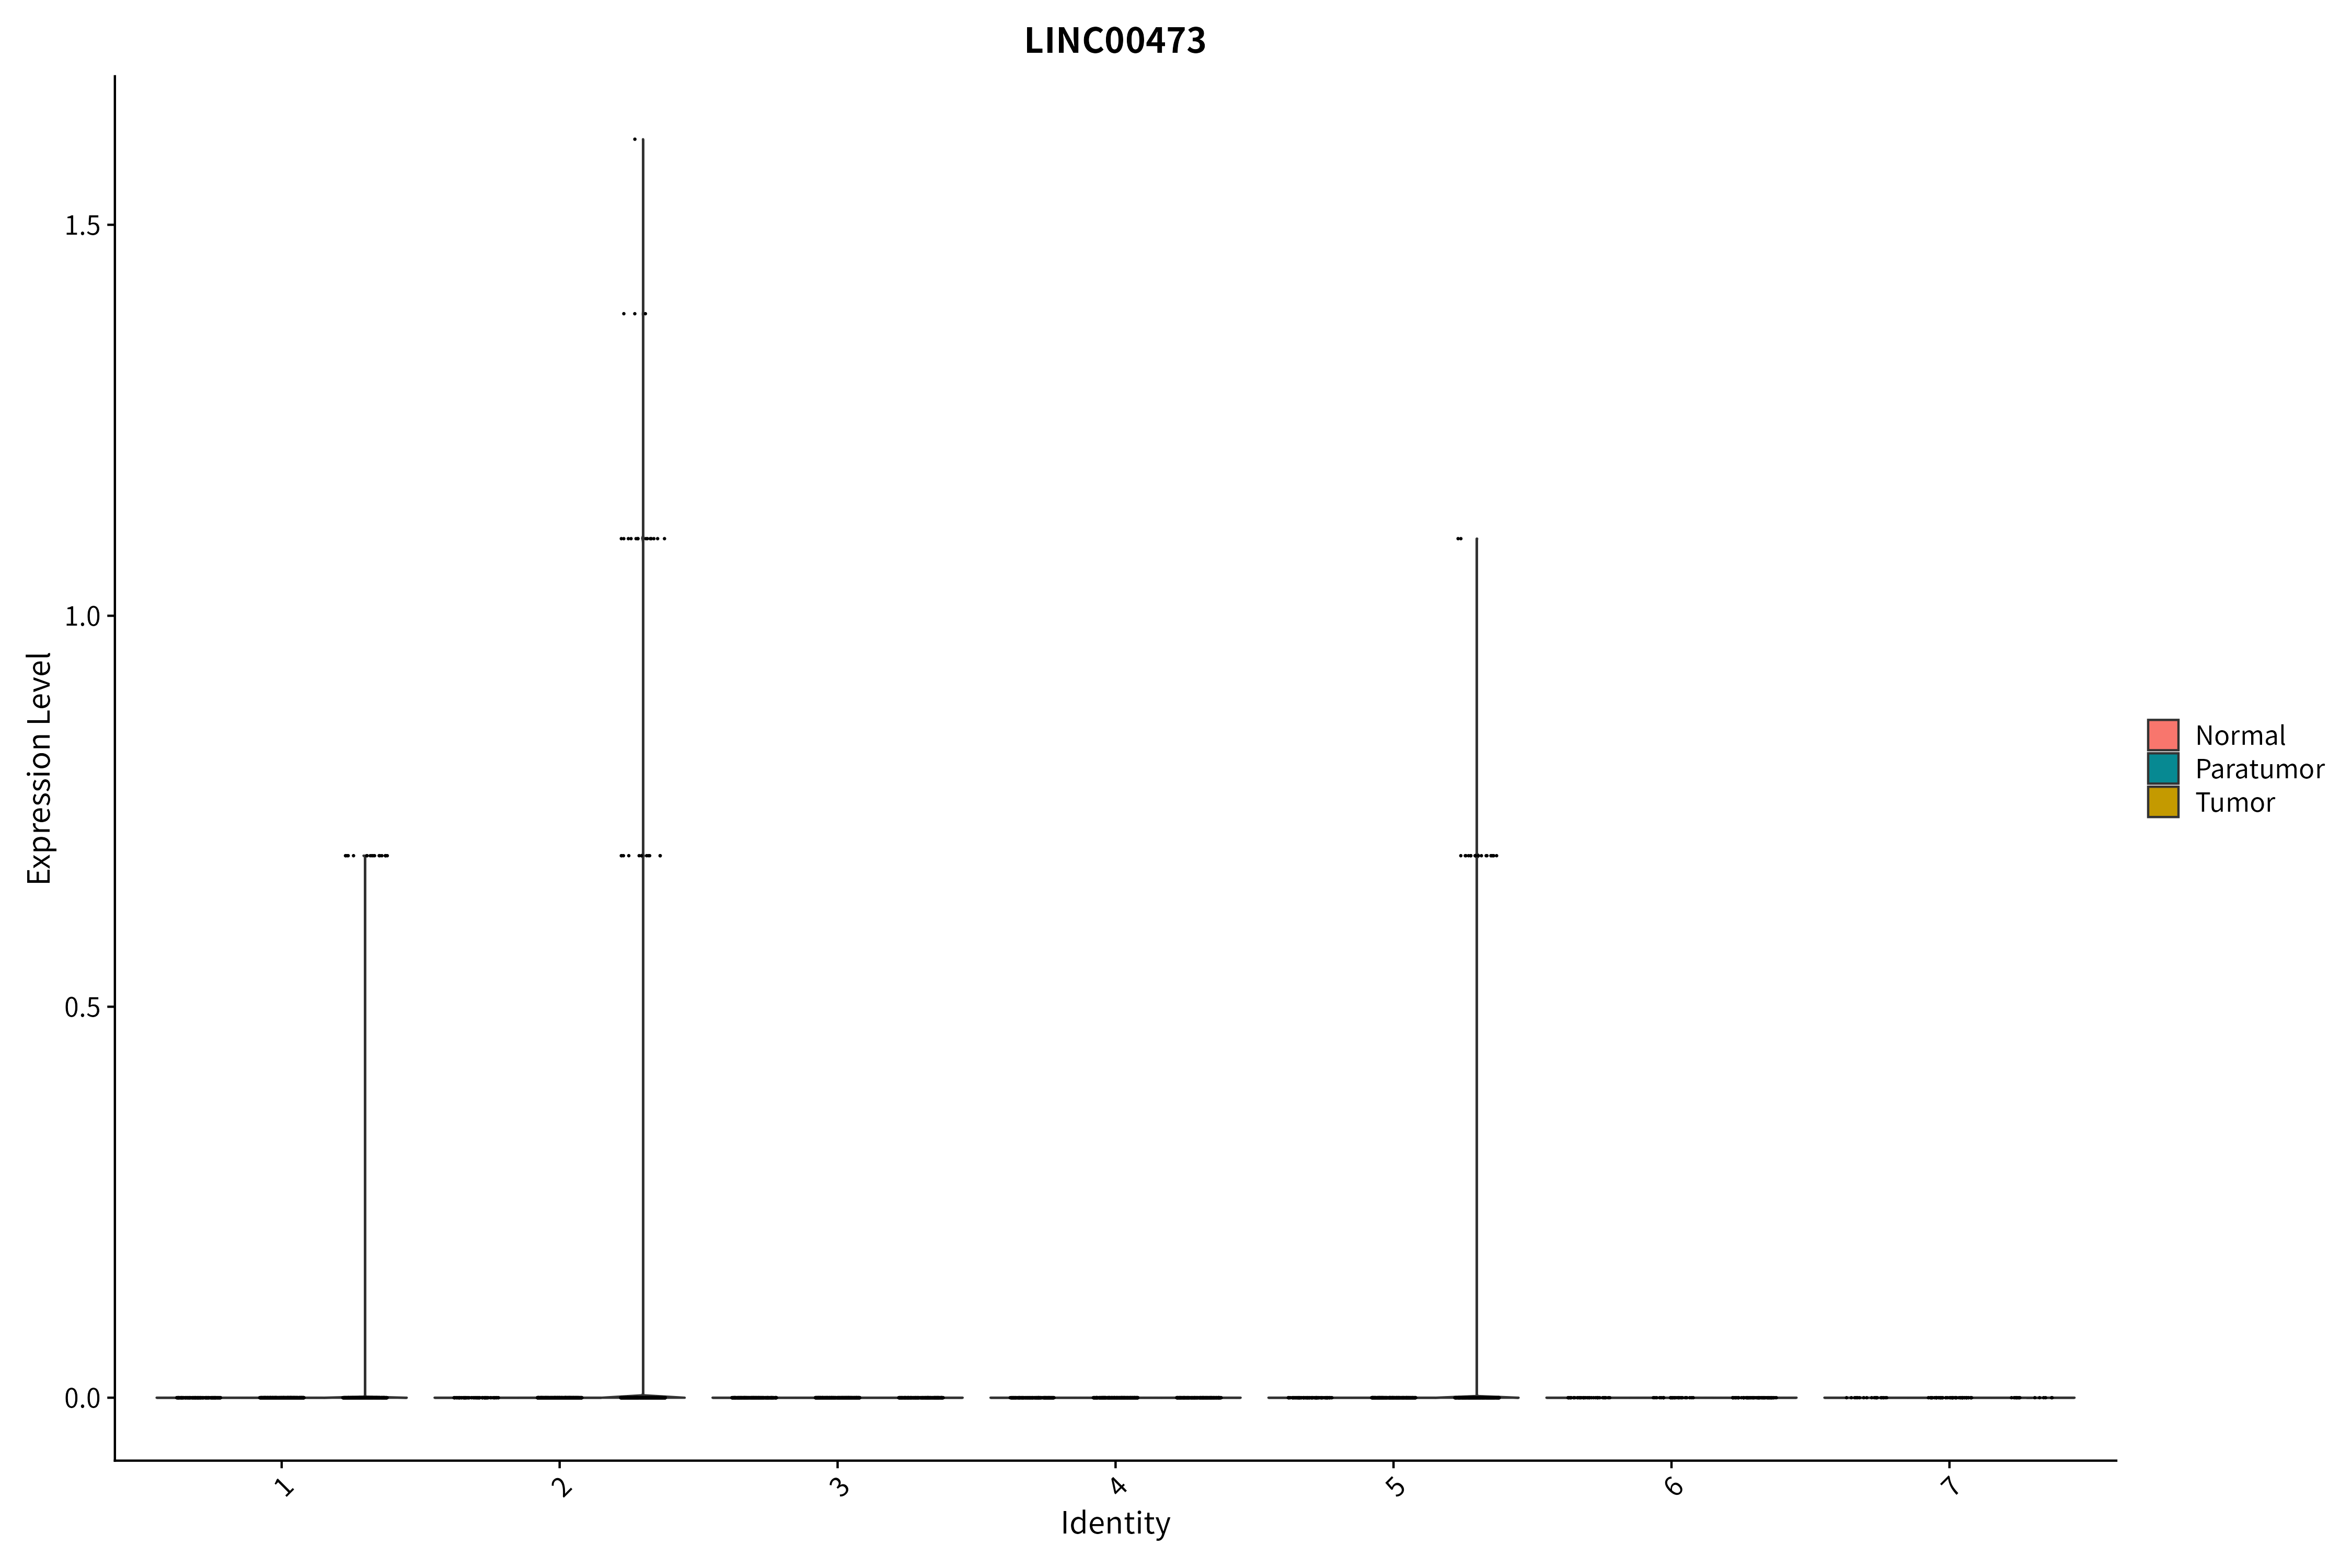 LINC00473
Expression Level
1.5
1.0
0.5
0.0
1
2
3
4
5
6
7
Identity
Normal
Paratumor
Tumor